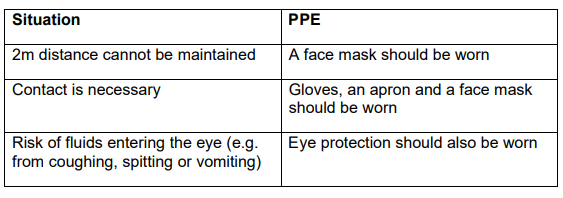 Situation PPE
2m distance cannot be maintained A face mask should be worn
Contact is necessary Gloves, an apron and a face mask
should be worn
Risk of fluids entering the eye (e.g. Eye protection should also be worn
from coughing, spitting or vomiting)